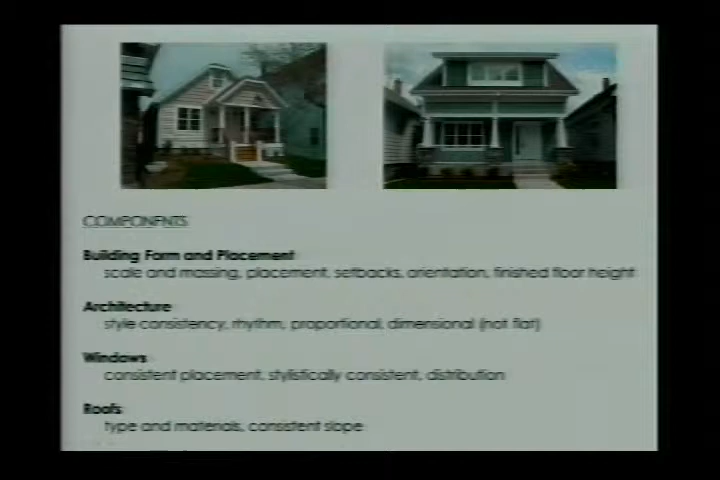 COMPONENTS
Building Form and Placement
scale and massing, placement, setbacks, orientation, finished floor height
Architecture
style consistency, rhythm, proportional, dimensional (not flat)
Windows
consistent placement, stylistically consistent, distribution
Roofs
type and materials, consistent slope